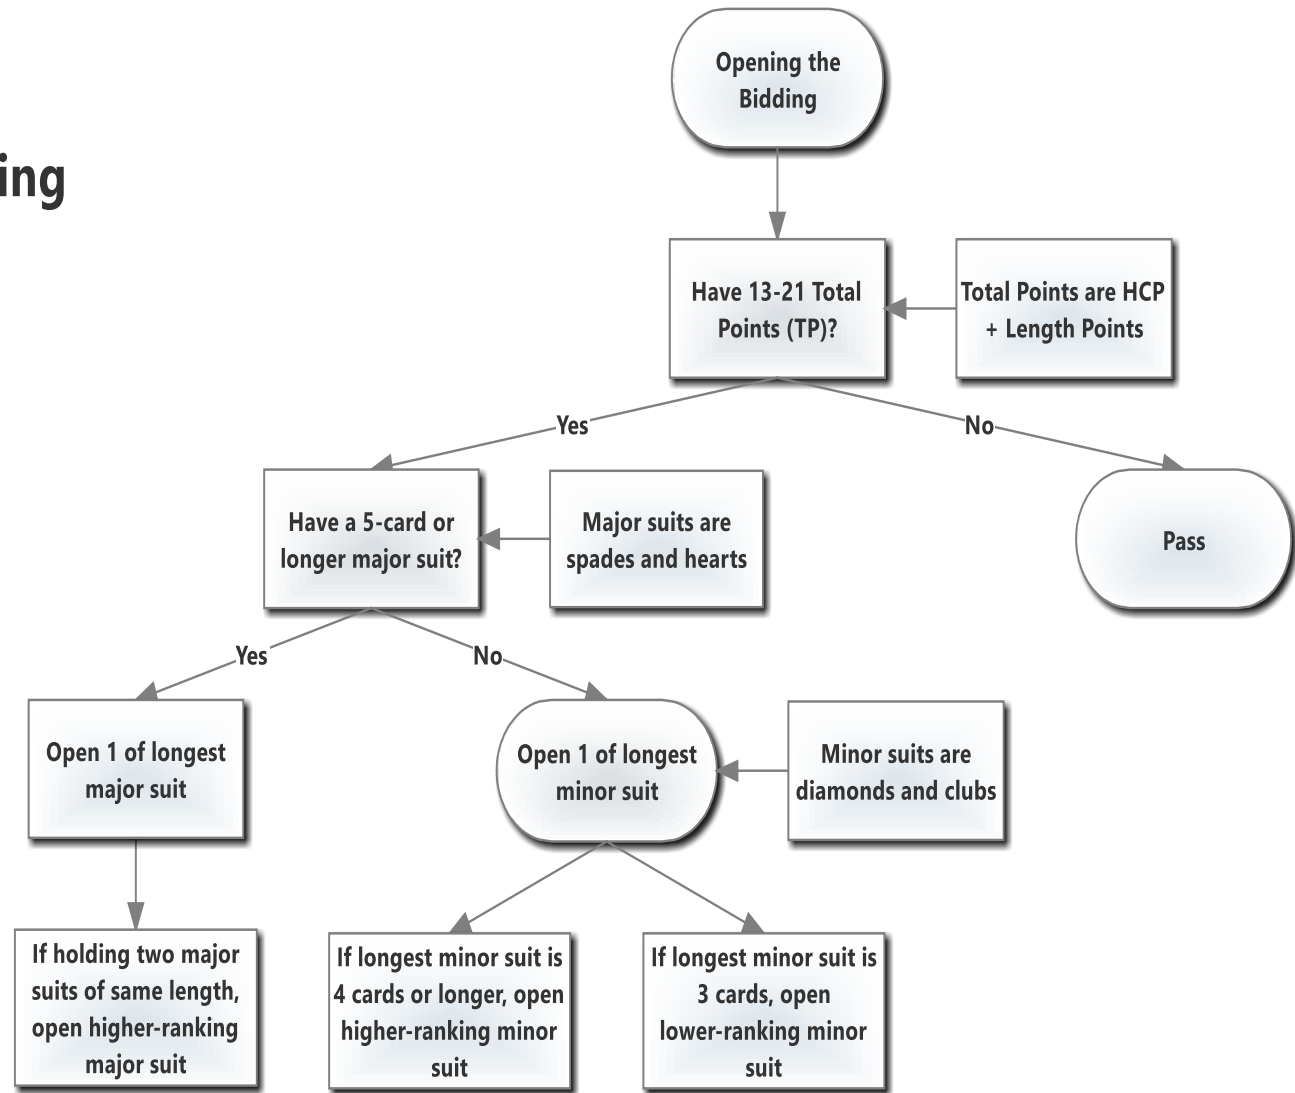 Opening the
Bidding
ing
Have 13-21 Total
Points (TP)?
Total Points are HCP
+ Length Points
Yes
No
Have a 5-card or
longer major suit?
Major suits are
spades and hearts
Pass
Yes
No
Open 1 of longest
major suit
Open 1 of longest
minor suit
Minor suits are
diamonds and clubs
If holding two major
suits of same length,
open higher-ranking
major suit
If longest minor suit is
4 cards or longer, open
higher-ranking minor
suit
If longest minor suit is
3 cards, open
lower-ranking minor
suit